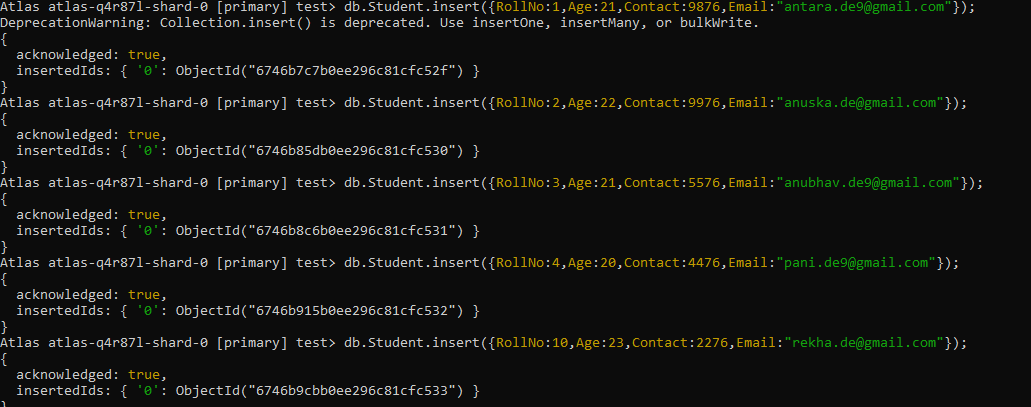 Atlas atlas-q4r87l-shard-0 [primary] test> db.Student.insert({RollNo:1,Age:21,Contact:9876,Email:"antara.de9@gmail.com"});
DeprecationWarning: Collection.insert() is deprecated. Use insertOne, insertMany, or bulkWrite.
{
  acknowledged: true,
  insertedIds: { '0': ObjectId("6746b7c7b0ee296c81cfc52f") }
}
Atlas atlas-q4r87l-shard-0 [primary] test> db.Student.insert({RollNo:2,Age:22,Contact:9976,Email:"anuska.de@gmail.com"});
{
  acknowledged: true,
  insertedIds: { '0': ObjectId("6746b85db0ee296c81cfc530") }
}
Atlas atlas-q4r87l-shard-0 [primary] test> db.Student.insert({RollNo:3,Age:21,Contact:5576,Email:"anubhav.de9@gmail.com"});
{
  acknowledged: true,
  insertedIds: { '0': ObjectId("6746b8c6b0ee296c81cfc531") }
}
Atlas atlas-q4r87l-shard-0 [primary] test> db.Student.insert({RollNo:4,Age:20,Contact:4476,Email:"pani.de9@gmail.com"});
{
  acknowledged: true,
  insertedIds: { '0': ObjectId("6746b915b0ee296c81cfc532") }
}
Atlas atlas-q4r87l-shard-0 [primary] test> db.Student.insert({RollNo:10,Age:23,Contact:2276,Email:"rekha.de@gmail.com"});
{
  acknowledged: true,
  insertedIds: { '0': ObjectId("6746b9cbb0ee296c81cfc533") }
}